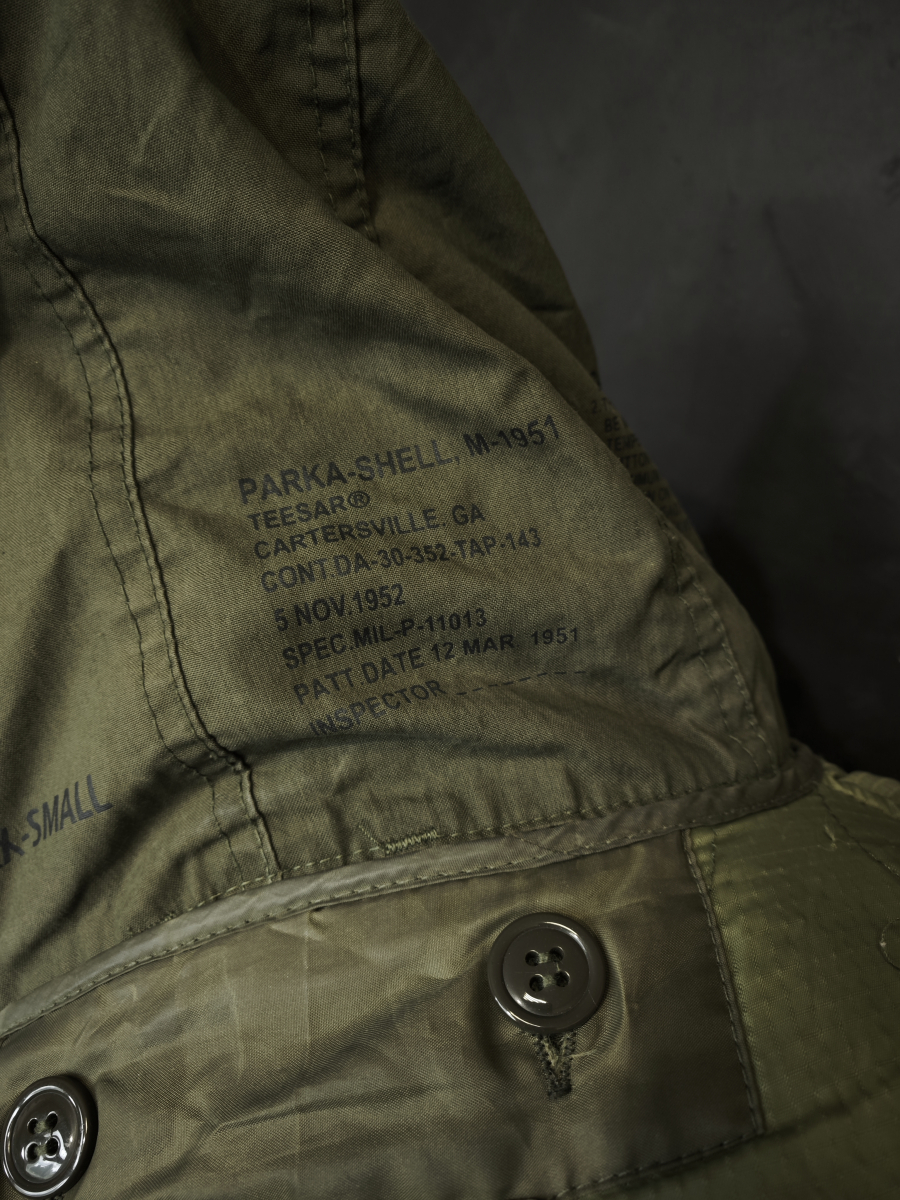 PARKA-SHELL, M-1951
TEESAR®
CARTERSVILLE. GA
CONT.DA-30-352-TAP-143
5 NOV.1952
SPEC.MIL-P-11013
PATT DATE 12 MAR 1951
INSPECTOR _ _ _ _ _ _ _ _ _
-SMALL